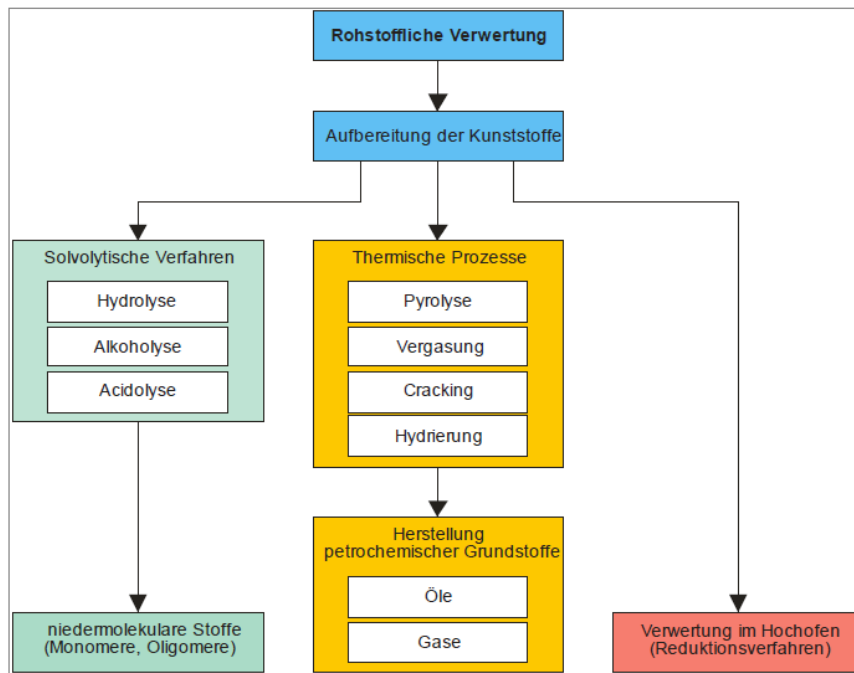 Rohstoffliche Verwertung
Aufbereitung der Kunststoffe
Solvolytische Verfahren
Hydrolyse
Alkoholyse
Acidolyse
Thermische Prozesse
Pyrolyse
Vergasung
Cracking
Hydrierung
Herstellung
petrochemischer Grundstoffe
Öle
Gase
niedermolekulare Stoffe
(Monomere, Oligomere)
Verwertung im Hochofen
(Reduktionsverfahren)